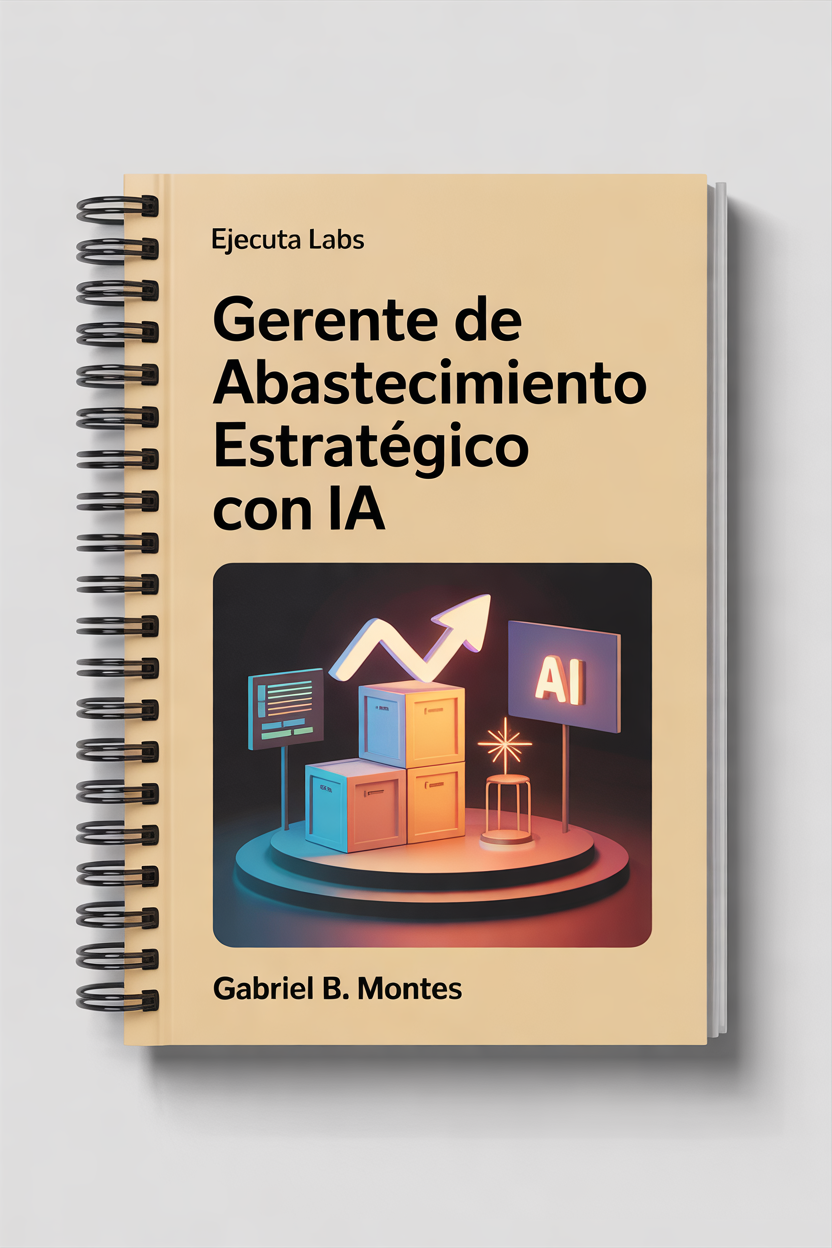 Ejecuta Labs
Gerente de
Abastecimiento
Estratégico
con IA
AI
Gabriel B. Montes